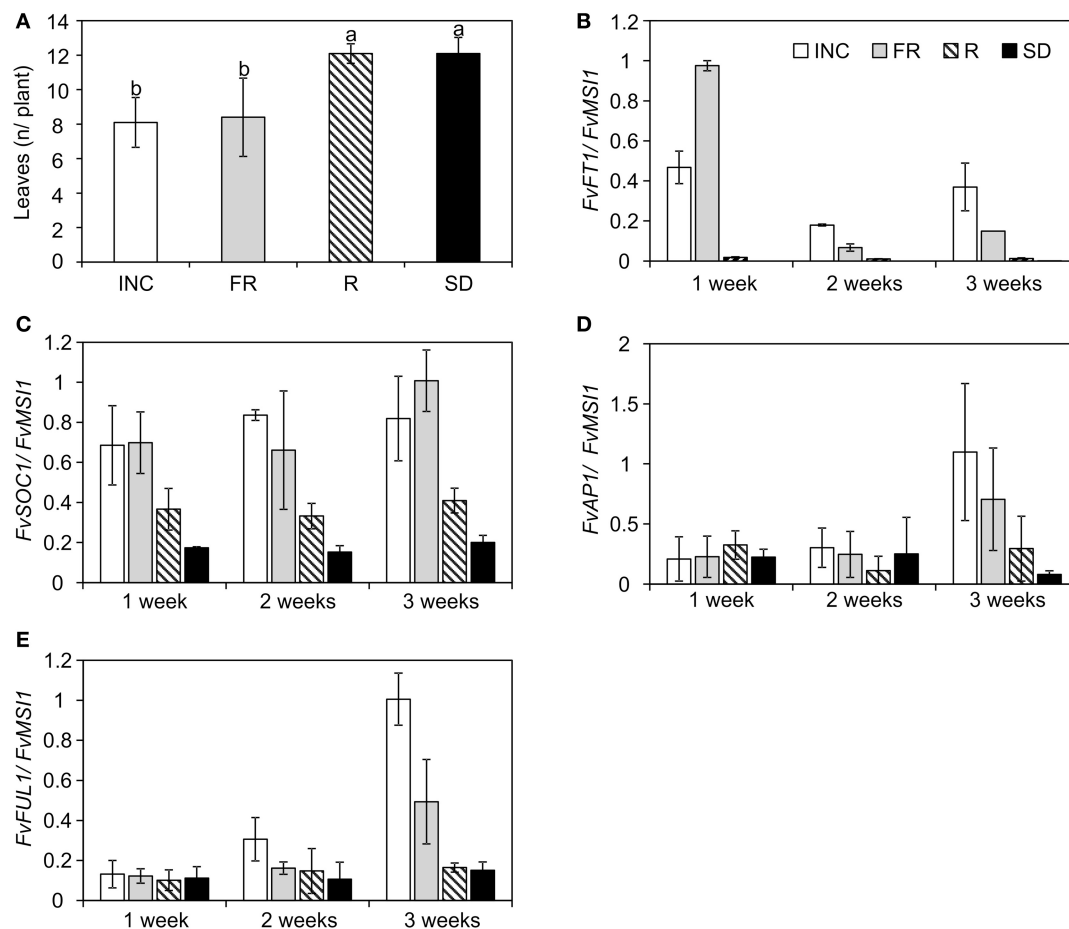 A
Leaves (n/ plant)
14
12
10
8
6
4
2
0
b
b
a
a
INC FR R SD
B
FvFT1/ FvMSI1
1.2
1
0.8
0.6
0.4
0.2
0
INC FR R SD
1 week 2 weeks 3 weeks
C
FvSOC1/ FvMSI1
1.2
1
0.8
0.6
0.4
0.2
0
1 week 2 weeks 3 weeks
D
FvAP1/ FvMSI1
2
1.5
1
0.5
0
1 week 2 weeks 3 weeks
E
FvFUL1/ FvMSI1
1.2
1
0.8
0.6
0.4
0.2
0
1 week 2 weeks 3 weeks